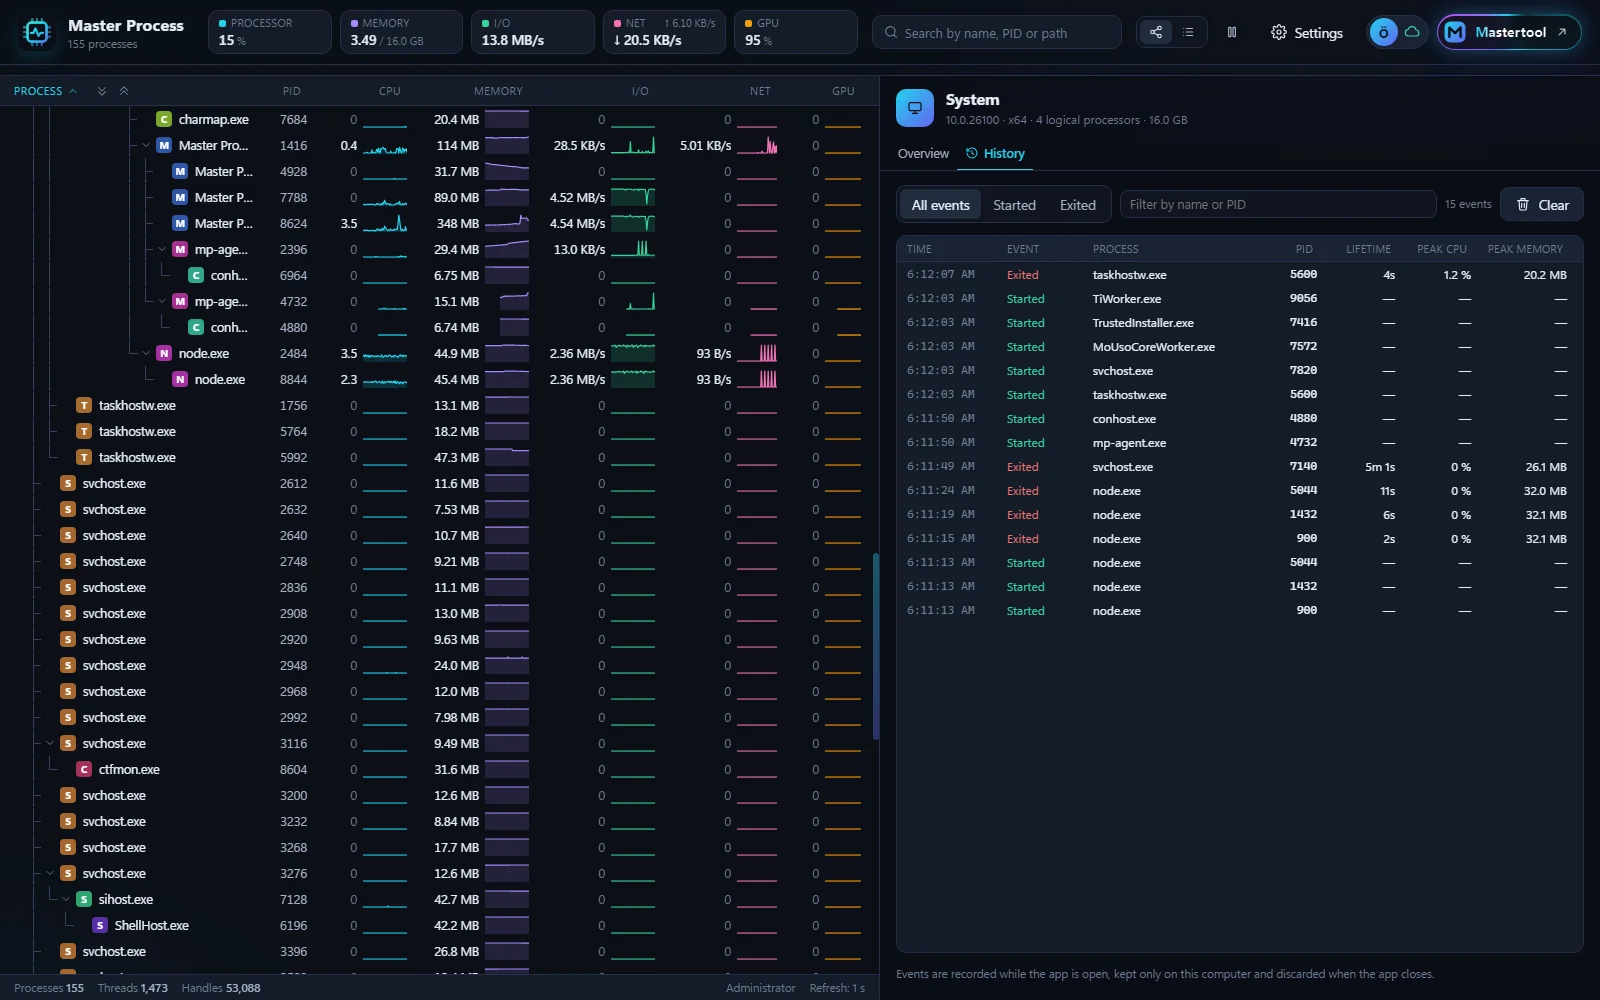 Master Process
155 processes
PROCESSOR
15 %
MEMORY
3.49 / 16.0 GB
I/O
13.8 MB/s
NET ↑ 6.10 KB/s
↓ 20.5 KB/s
GPU
95 %
Search by name, PID or path
Settings
ö
M Mastertool ↗
PROCESS PID CPU MEMORY I/O NET GPU
C charmap.exe 7684 0 20.4 MB 0 0 0
M Master Pro... 1416 0.4 114 MB 28.5 KB/s 5.01 KB/s 0
M Master P... 4928 0 31.7 MB 0 0 0
M Master P... 7788 0 89.0 MB 4.52 MB/s 0 0
M Master P... 8624 3.5 348 MB 4.54 MB/s 0 0
M mp-age... 2396 0 29.4 MB 13.0 KB/s 0 0
C conh... 6964 0 6.75 MB 0 0 0
M mp-age... 4732 0 15.1 MB 0 0 0
C conh... 4880 0 6.74 MB 0 0 0
N node.exe 2484 3.5 44.9 MB 2.36 MB/s 93 B/s 0
N node.exe 8844 2.3 45.4 MB 2.36 MB/s 93 B/s 0
T taskhostw.exe 1756 0 13.1 MB 0 0 0
T taskhostw.exe 5764 0 18.2 MB 0 0 0
T taskhostw.exe 5992 0 47.3 MB 0 0 0
S svchost.exe 2612 0 11.6 MB 0 0 0
S svchost.exe 2632 0 7.53 MB 0 0 0
S svchost.exe 2640 0 10.7 MB 0 0 0
S svchost.exe 2748 0 9.21 MB 0 0 0
S svchost.exe 2836 0 11.1 MB 0 0 0
S svchost.exe 2908 0 13.0 MB 0 0 0
S svchost.exe 2920 0 9.63 MB 0 0 0
S svchost.exe 2948 0 24.0 MB 0 0 0
S svchost.exe 2968 0 12.0 MB 0 0 0
S svchost.exe 2992 0 7.98 MB 0 0 0
S svchost.exe 3116 0 9.49 MB 0 0 0
C ctfmon.exe 8604 0 31.6 MB 0 0 0
S svchost.exe 3200 0 12.6 MB 0 0 0
S svchost.exe 3232 0 8.84 MB 0 0 0
S svchost.exe 3268 0 17.7 MB 0 0 0
S svchost.exe 3276 0 12.6 MB 0 0 0
S sihost.exe 7128 0 42.7 MB 0 0 0
S ShellHost.exe 6196 0 42.2 MB 0 0 0
S svchost.exe 3396 0 26.8 MB 0 0 0
Processes 155 Threads 1,473 Handles 53,088 Administrator Refresh: 1 s
System
10.0.26100 · x64 · 4 logical processors · 16.0 GB
Overview History
All events Started Exited Filter by name or PID 15 events Clear
TIME EVENT PROCESS PID LIFETIME PEAK CPU PEAK MEMORY
6:12:07 AM Exited taskhostw.exe 5600 4s 1.2 % 20.2 MB
6:12:03 AM Started TiWorker.exe 9056 — — —
6:12:03 AM Started TrustedInstaller.exe 7416 — — —
6:12:03 AM Started MoUsoCoreWorker.exe 7572 — — —
6:12:03 AM Started svchost.exe 7820 — — —
6:12:03 AM Started taskhostw.exe 5600 — — —
6:11:50 AM Started conhost.exe 4880 — — —
6:11:50 AM Started mp-agent.exe 4732 — — —
6:11:49 AM Exited svchost.exe 7140 5m 1s 0 % 26.1 MB
6:11:24 AM Exited node.exe 5044 11s 0 % 32.0 MB
6:11:19 AM Exited node.exe 1432 6s 0 % 32.1 MB
6:11:15 AM Exited node.exe 900 2s 0 % 32.1 MB
6:11:13 AM Started node.exe 5044 — — —
6:11:13 AM Started node.exe 1432 — — —
6:11:13 AM Started node.exe 900 — — —
Events are recorded while the app is open, kept only on this computer and discarded when the app closes.